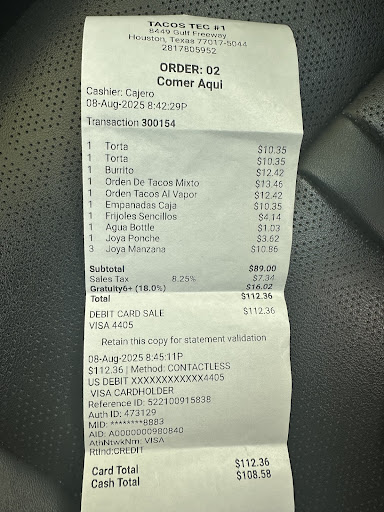 TACOS TEC #1
8449 Gulf Freeway
Houston, Texas 77017-5044
2817805952
ORDER: 02
Comer Aqui
Cashier: Cajero
08-Aug-2025 8:42:29P
Transaction 300154
1 Torta $10.35
1 Torta $10.35
1 Burrito $12.42
1 Orden De Tacos Mixto $13.46
1 Orden Tacos Al Vapor $12.42
1 Empanadas Caja $10.35
1 Frijoles Sencillos $4.14
1 Agua Bottle $1.03
1 Joya Ponche $3.62
3 Joya Manzana $10.86
Subtotal $89.00
Sales Tax 8.25% $7.34
Gratuity6+ (18.0%) $16.02
Total $112.36
DEBIT CARD SALE $112.36
VISA 4405
Retain this copy for statement validation
08-Aug-2025 8:45:11P
$112.36 | Method: CONTACTLESS
US DEBIT XXXXXXXXXXXX4405
VISA CARDHOLDER
Reference ID: 522100915838
Auth ID: 473129
MID: ********8883
AID: A0000000980840
AthNtwkNm: VISA
RtInd:CREDIT
Card Total $112.36
Cash Total $108.58